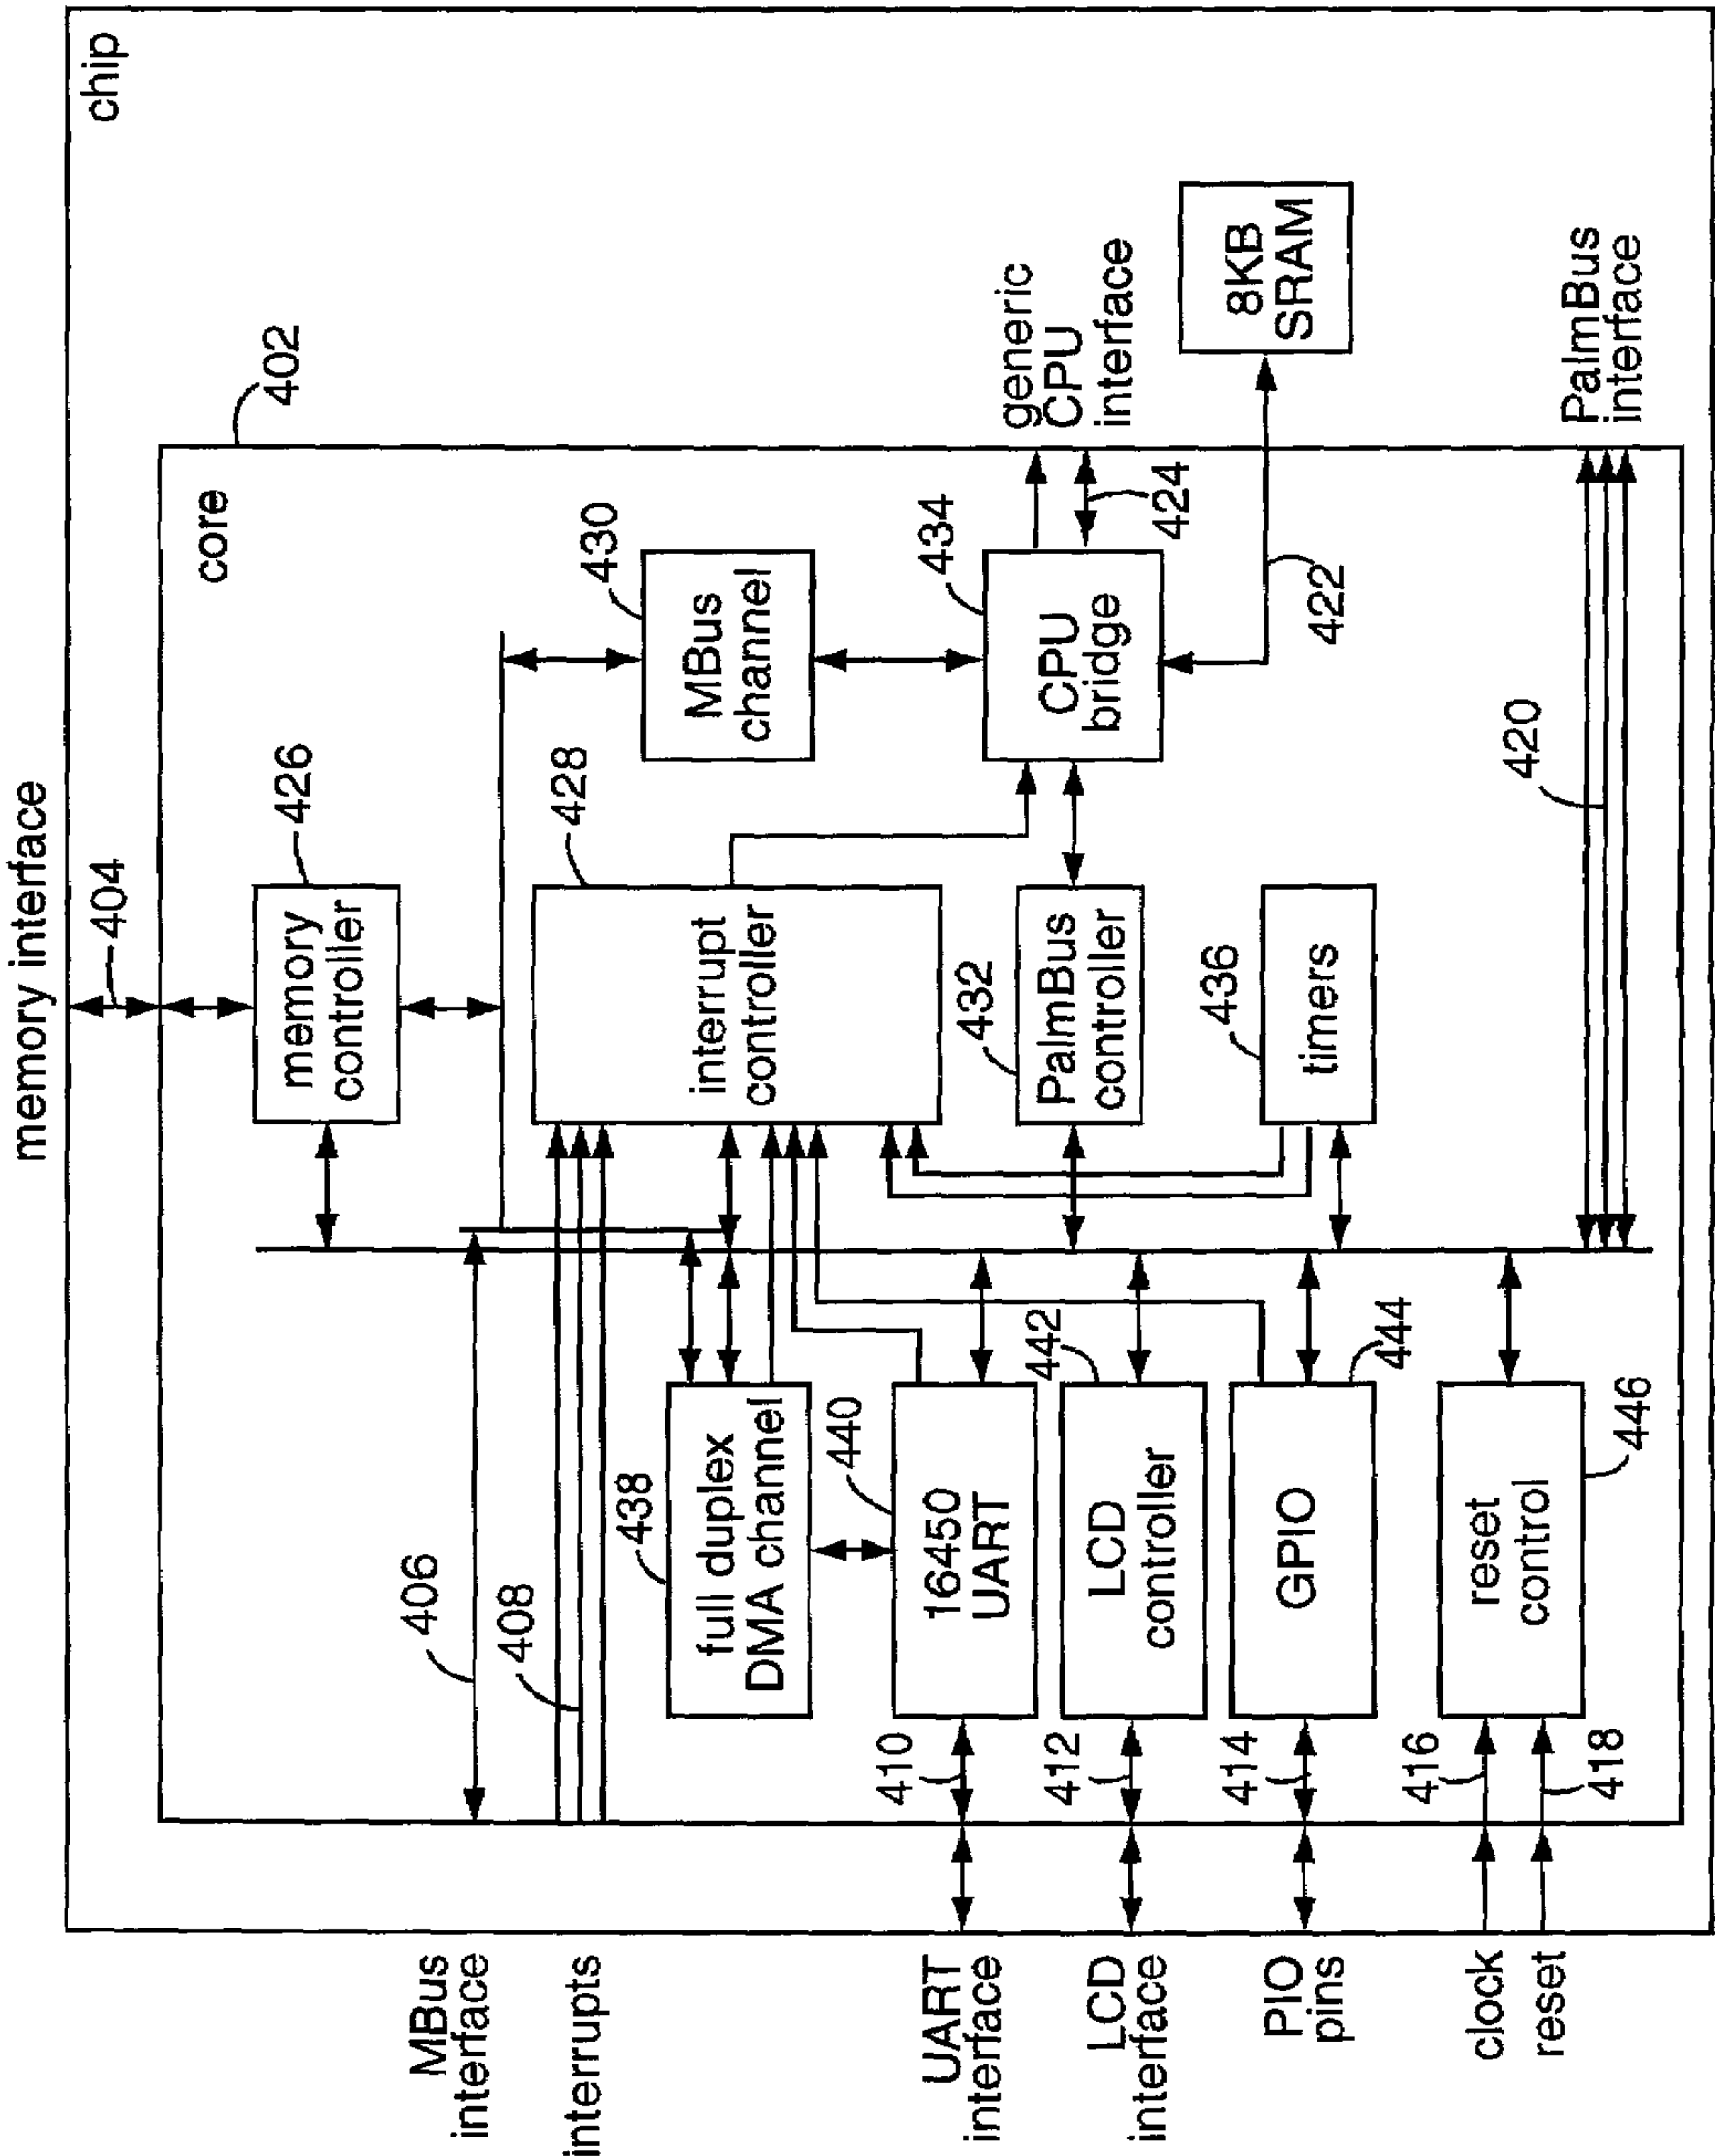 memory interface
404
chip
402
core
memory
controller
426
MBus
interface
406
interrupts
408
interrupt
controller
428
MBus
channel
430
full duplex
DMA channel
438
440
16450
UART
UART
interface
410
442
LCD
controller
LCD
interface
412
GPIO
444
PIO
pins
414
reset
control
446
clock
416
reset
418
432
PalmBus
controller
436
timers
CPU
bridge
434
generic
CPU
interface
424
8KB
SRAM
422
420
PalmBus
interface